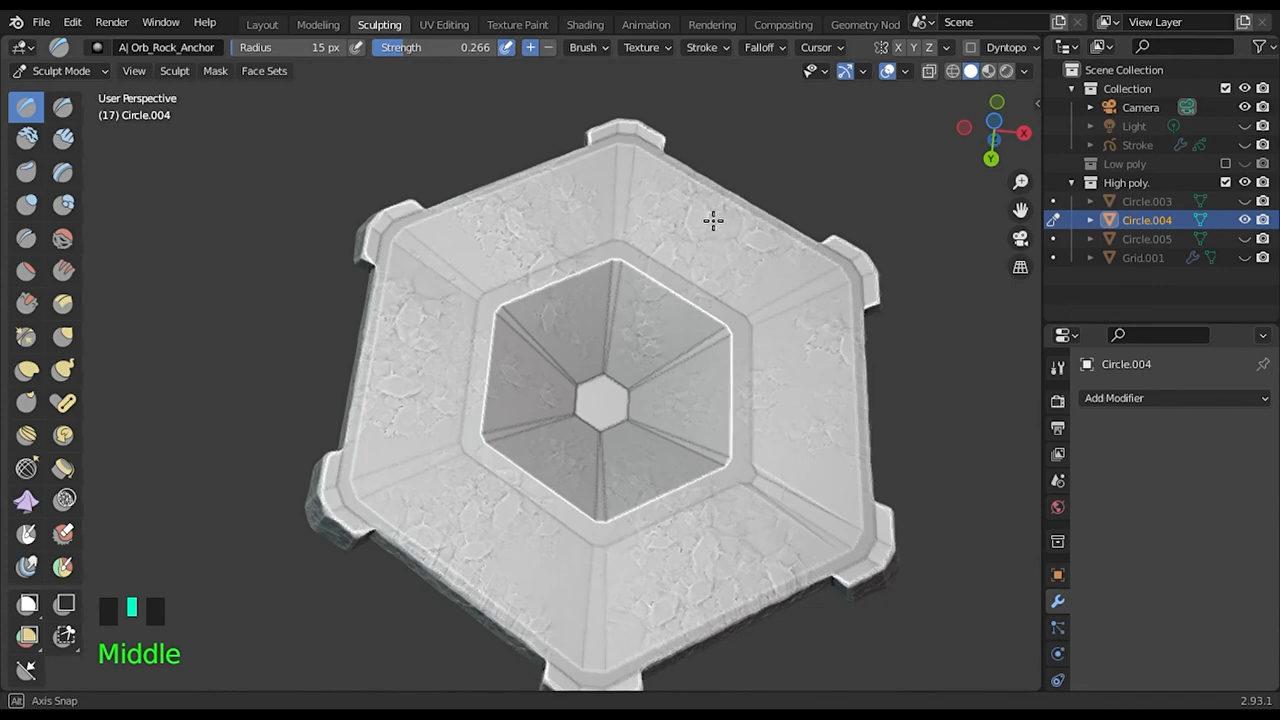 File Edit Render Window Help Layout Modeling Sculpting UV Editing Texture Paint Shading Animation Rendering Compositing Geometry Nod Scene View Layer
A| Orb_Rock_Anchor Radius 15 px Strength 0.266 Brush Texture Stroke Falloff Cursor X Y Z Dyntopo
Sculpt Mode View Sculpt Mask Face Sets
Scene Collection
Collection
Camera
Light
Stroke
Low poly
High poly.
Circle.003
Circle.004
Circle.005
Grid.001
User Perspective
(17) Circle.004
X
Y
Circle.004
Add Modifier
Middle
Alt Axis Snap
2.93.1